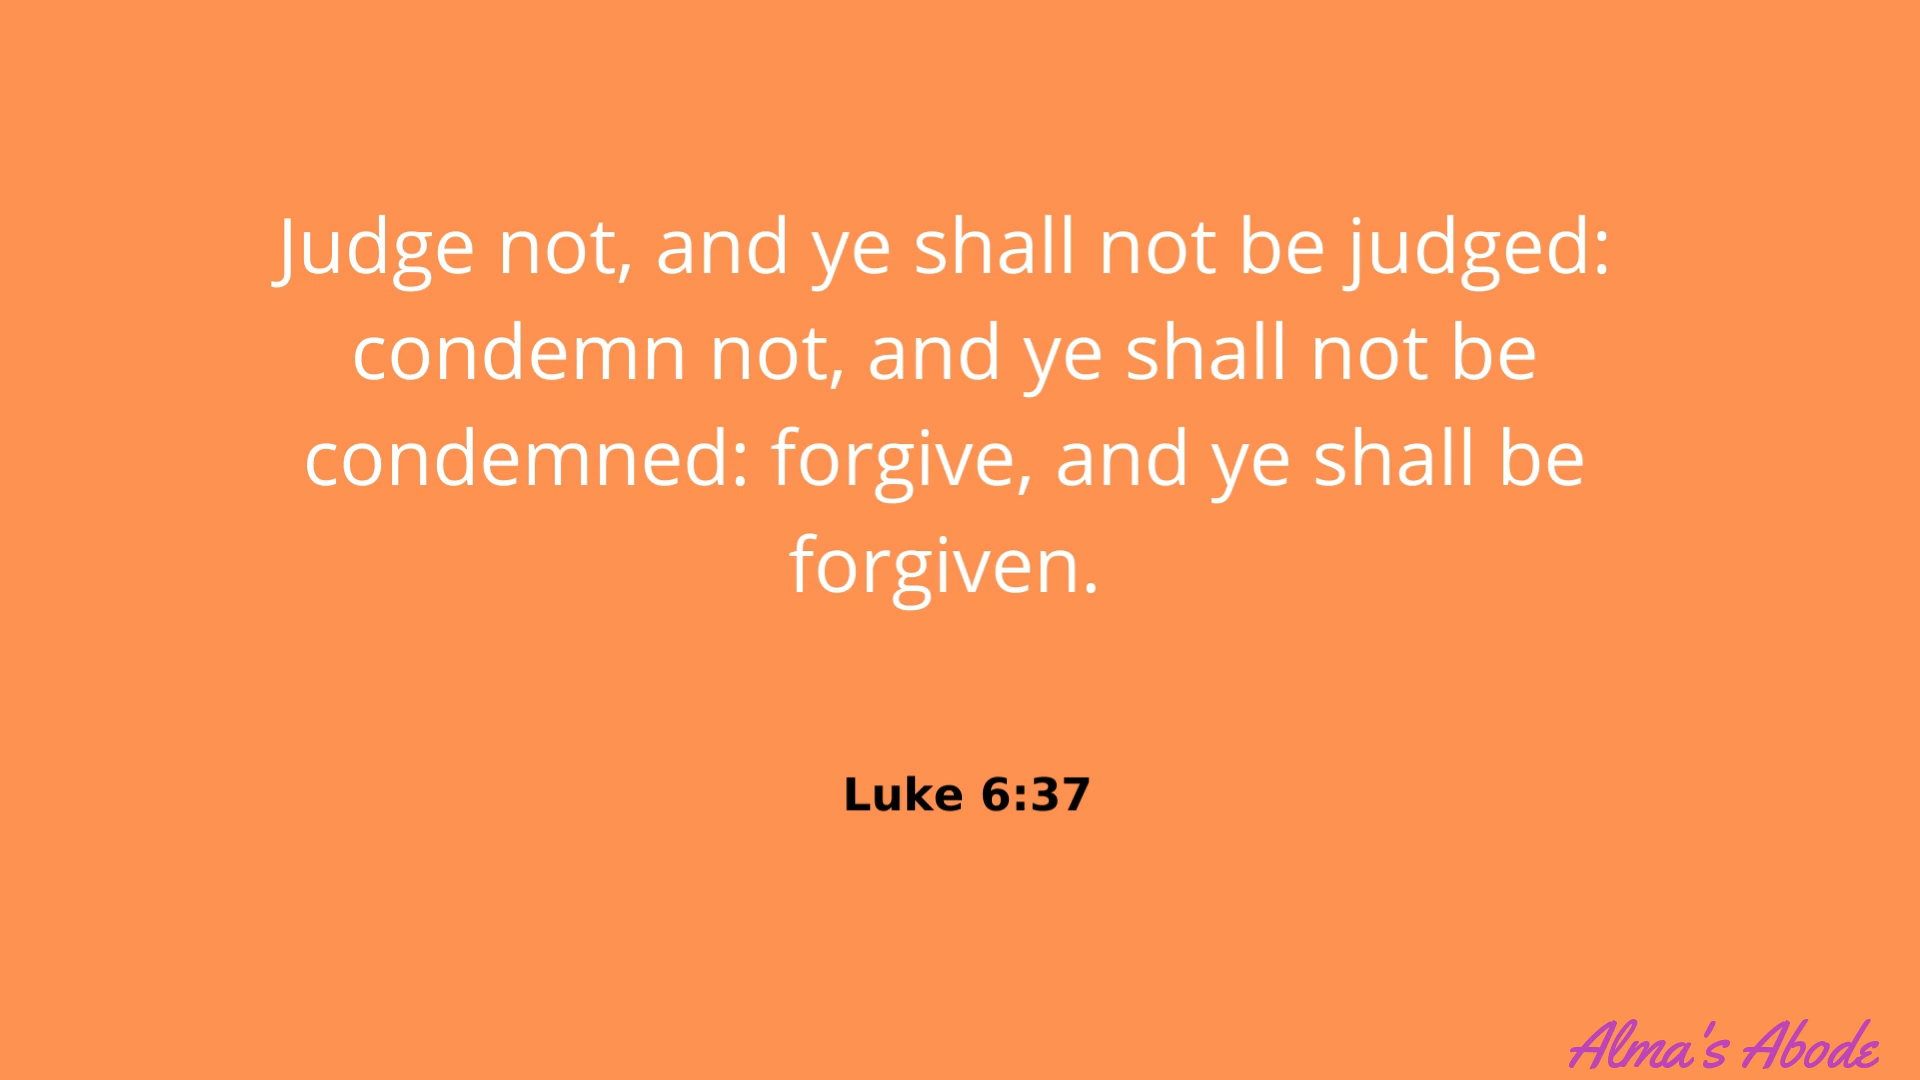 Judge not, and ye shall not be judged:
condemn not, and ye shall not be
condemned: forgive, and ye shall be
forgiven.
Luke 6:37
Alma's Abode